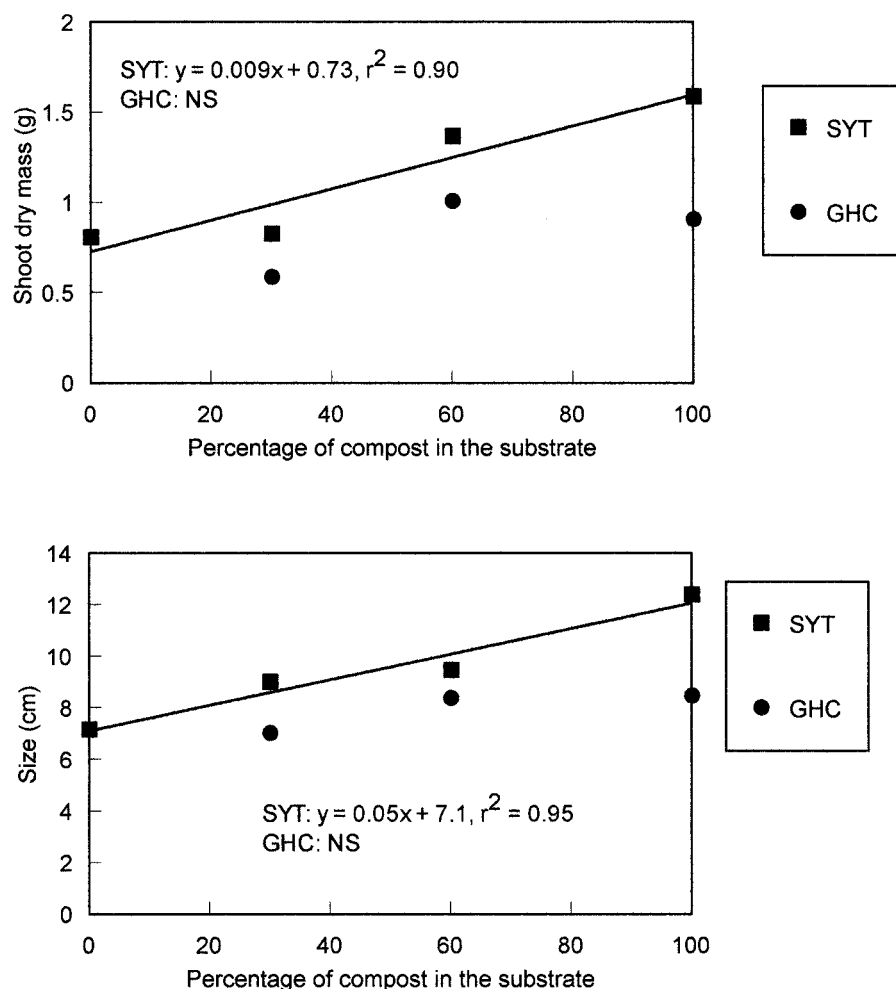 2
SYT: y = 0.009x + 0.73, r² = 0.90
GHC: NS
1.5
1
0.5
0
Shoot dry mass (g)
0 20 40 60 80 100
Percentage of compost in the substrate
SYT
GHC
14
12
10
8
6
4
2
0
Size (cm)
SYT: y = 0.05x + 7.1, r² = 0.95
GHC: NS
0 20 40 60 80 100
Percentage of compost in the substrate
SYT
GHC